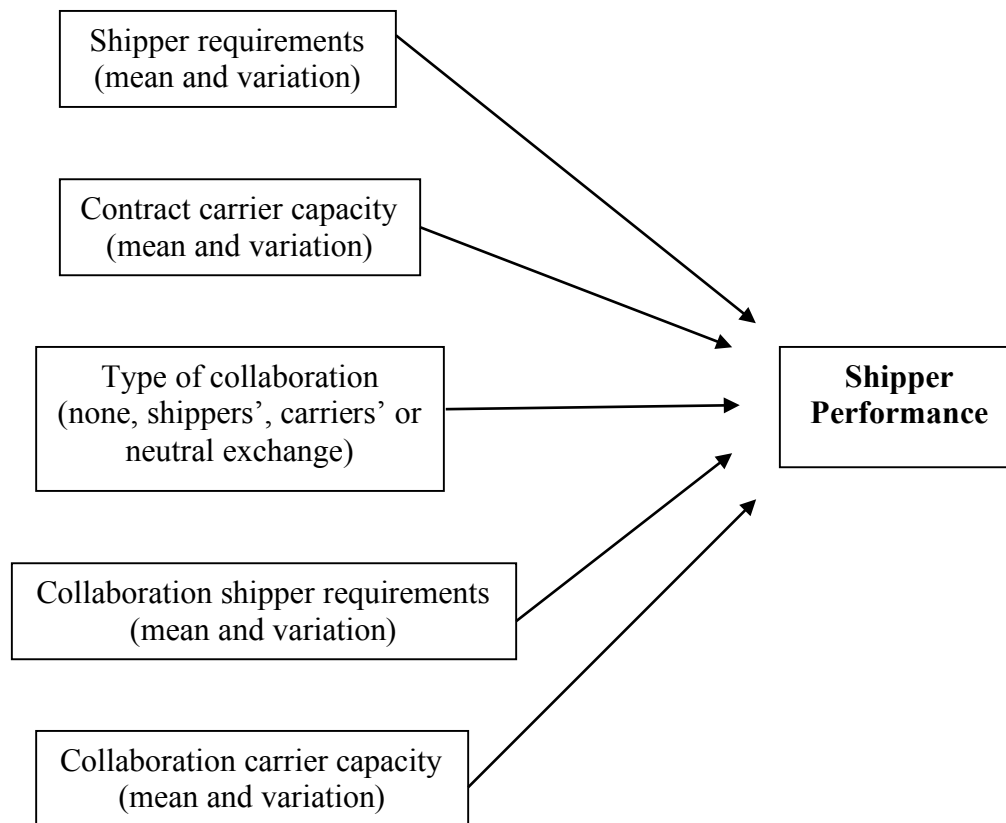 Shipper requirements
(mean and variation)
Contract carrier capacity
(mean and variation)
Type of collaboration
(none, shippers’, carriers’ or
neutral exchange)
Shipper
Performance
Collaboration shipper requirements
(mean and variation)
Collaboration carrier capacity
(mean and variation)